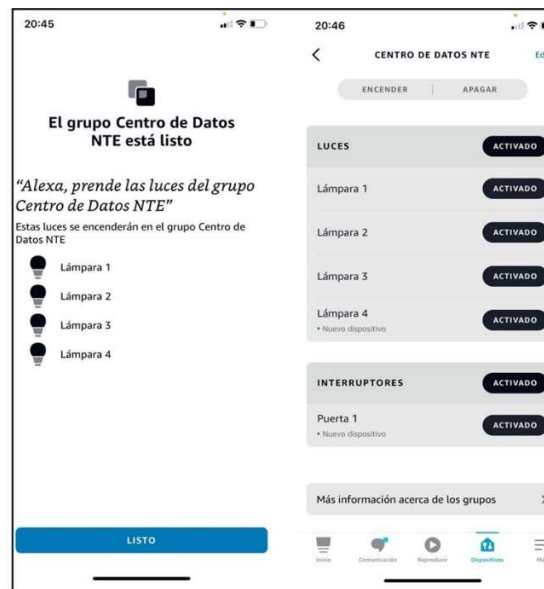 20:45
El grupo Centro de Datos
NTE está listo
“Alexa, prende las luces del grupo
Centro de Datos NTE”
Estas luces se encenderán en el grupo Centro de
Datos NTE
Lámpara 1
Lámpara 2
Lámpara 3
Lámpara 4
LISTO
20:46
CENTRO DE DATOS NTE
ENCENDER
APAGAR
LUCES
ACTIVADO
Lámpara 1
ACTIVADO
Lámpara 2
ACTIVADO
Lámpara 3
ACTIVADO
Lámpara 4
• Nuevo dispositivo
ACTIVADO
INTERRUPTORES
ACTIVADO
Puerta 1
• Nuevo dispositivo
ACTIVADO
Más información acerca de los grupos
Inicio
Comunicación
Reproducir
Dispositivos